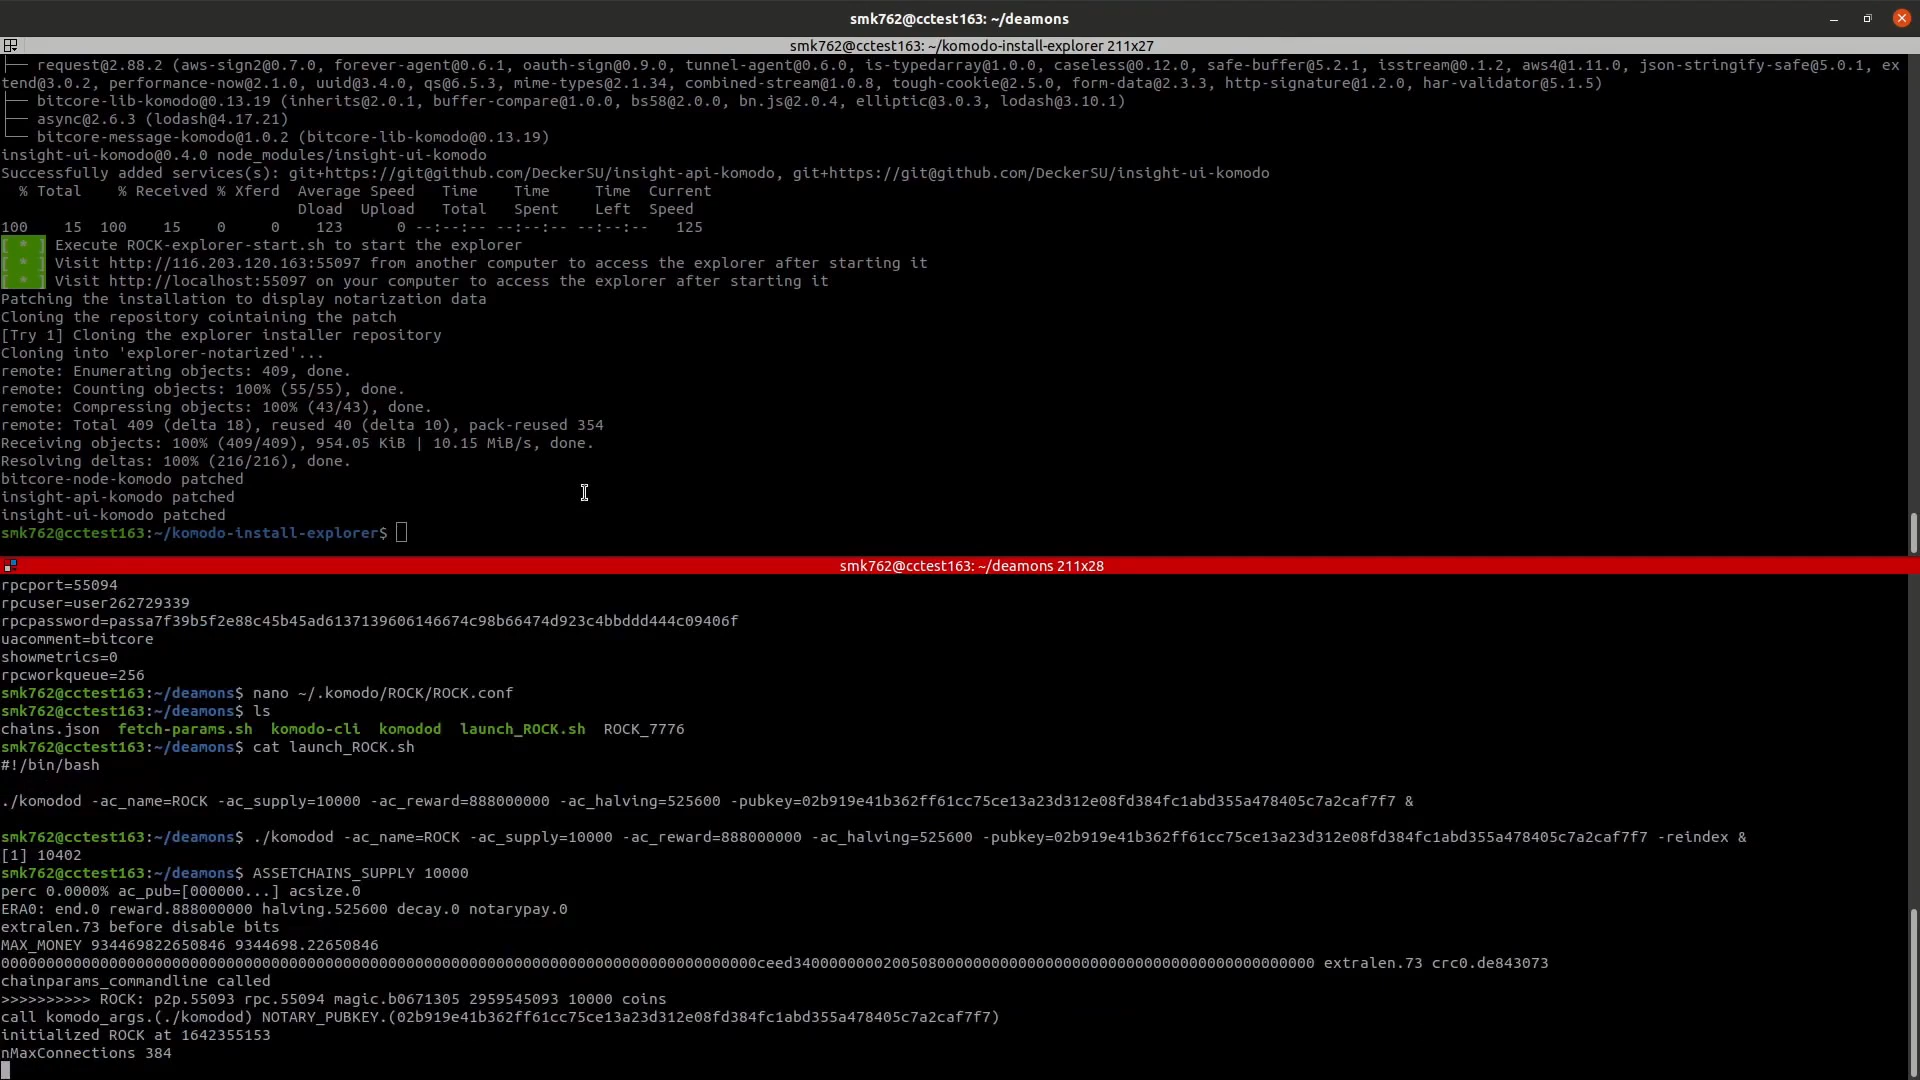 smk762@cctest163: ~/deamons
smk762@cctest163: ~/komodo-install-explorer 211x27
├── request@2.88.2 (aws-sign2@0.7.0, forever-agent@0.6.1, oauth-sign@0.9.0, tunnel-agent@0.6.0, is-typedarray@1.0.0, caseless@0.12.0, safe-buffer@5.2.1, isstream@0.1.2, aws4@1.11.0, json-stringify-safe@5.0.1, ex
tend@3.0.2, performance-now@2.1.0, uuid@3.4.0, qs@6.5.3, mime-types@2.1.34, combined-stream@1.0.8, tough-cookie@2.5.0, form-data@2.3.3, http-signature@1.2.0, har-validator@5.1.5)
├── bitcore-lib-komodo@0.13.19 (inherits@2.0.1, buffer-compare@1.0.0, bs58@2.0.0, bn.js@2.0.4, elliptic@3.0.3, lodash@3.10.1)
├── async@2.6.3 (lodash@4.17.21)
└── bitcore-message-komodo@1.0.2 (bitcore-lib-komodo@0.13.19)
insight-ui-komodo@0.4.0 node_modules/insight-ui-komodo
Successfully added services(s): git+https://git@github.com/DeckerSU/insight-api-komodo, git+https://git@github.com/DeckerSU/insight-ui-komodo
% Total % Received % Xferd Average Speed Time Time Time Current
Dload Upload Total Spent Left Speed
100 15 100 15 0 0 123 0 --:--:-- --:--:-- --:--:-- 125
[ * ] Execute ROCK-explorer-start.sh to start the explorer
[ * ] Visit http://116.203.120.163:55097 from another computer to access the explorer after starting it
[ * ] Visit http://localhost:55097 on your computer to access the explorer after starting it
Patching the installation to display notarization data
Cloning the repository cointaining the patch
[Try 1] Cloning the explorer installer repository
Cloning into 'explorer-notarized'...
remote: Enumerating objects: 409, done.
remote: Counting objects: 100% (55/55), done.
remote: Compressing objects: 100% (43/43), done.
remote: Total 409 (delta 18), reused 40 (delta 10), pack-reused 354
Receiving objects: 100% (409/409), 954.05 KiB | 10.15 MiB/s, done.
Resolving deltas: 100% (216/216), done.
bitcore-node-komodo patched
insight-api-komodo patched
insight-ui-komodo patched
smk762@cctest163:~/komodo-install-explorer$
smk762@cctest163: ~/deamons 211x28
rpcport=55094
rpcuser=user262729339
rpcpassword=passa7f39b5f2e88c45b45ad6137139606146674c98b66474d923c4bbddd444c09406f
uacomment=bitcore
showmetrics=0
rpcworkqueue=256
smk762@cctest163:~/deamons$ nano ~/.komodo/ROCK/ROCK.conf
smk762@cctest163:~/deamons$ ls
chains.json fetch-params.sh komodo-cli komodod launch_ROCK.sh ROCK_7776
smk762@cctest163:~/deamons$ cat launch_ROCK.sh
#!/bin/bash
./komodod -ac_name=ROCK -ac_supply=10000 -ac_reward=888000000 -ac_halving=525600 -pubkey=02b919e41b362ff61cc75ce13a23d312e08fd384fc1abd355a478405c7a2caf7f7 &
smk762@cctest163:~/deamons$ ./komodod -ac_name=ROCK -ac_supply=10000 -ac_reward=888000000 -ac_halving=525600 -pubkey=02b919e41b362ff61cc75ce13a23d312e08fd384fc1abd355a478405c7a2caf7f7 -reindex &
[1] 10402
smk762@cctest163:~/deamons$ ASSETCHAINS_SUPPLY 10000
perc 0.0000% ac_pub=[000000...] acsize.0
ERA0: end.0 reward.888000000 halving.525600 decay.0 notarypay.0
extralen.73 before disable bits
MAX_MONEY 934469822650846 9344698.22650846
extralen.73 crc0.de843073
chainparams_commandline called
>>>>>>>>>> ROCK: p2p.55093 rpc.55094 magic.b0671305 2959545093 10000 coins
call komodo_args.(./komodod) NOTARY_PUBKEY.(02b919e41b362ff61cc75ce13a23d312e08fd384fc1abd355a478405c7a2caf7f7)
initialized ROCK at 1642355153
nMaxConnections 384